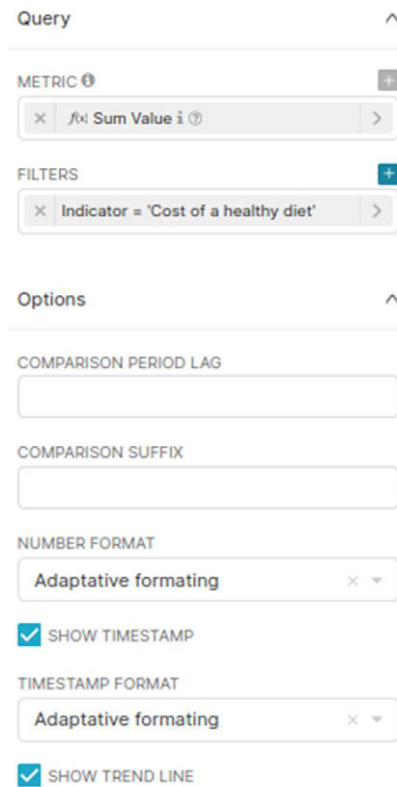 Query
METRIC
f(x) Sum Value
FILTERS
Indicator = 'Cost of a healthy diet'
Options
COMPARISON PERIOD LAG
COMPARISON SUFFIX
NUMBER FORMAT
Adaptative formating
SHOW TIMESTAMP
TIMESTAMP FORMAT
Adaptative formating
SHOW TREND LINE